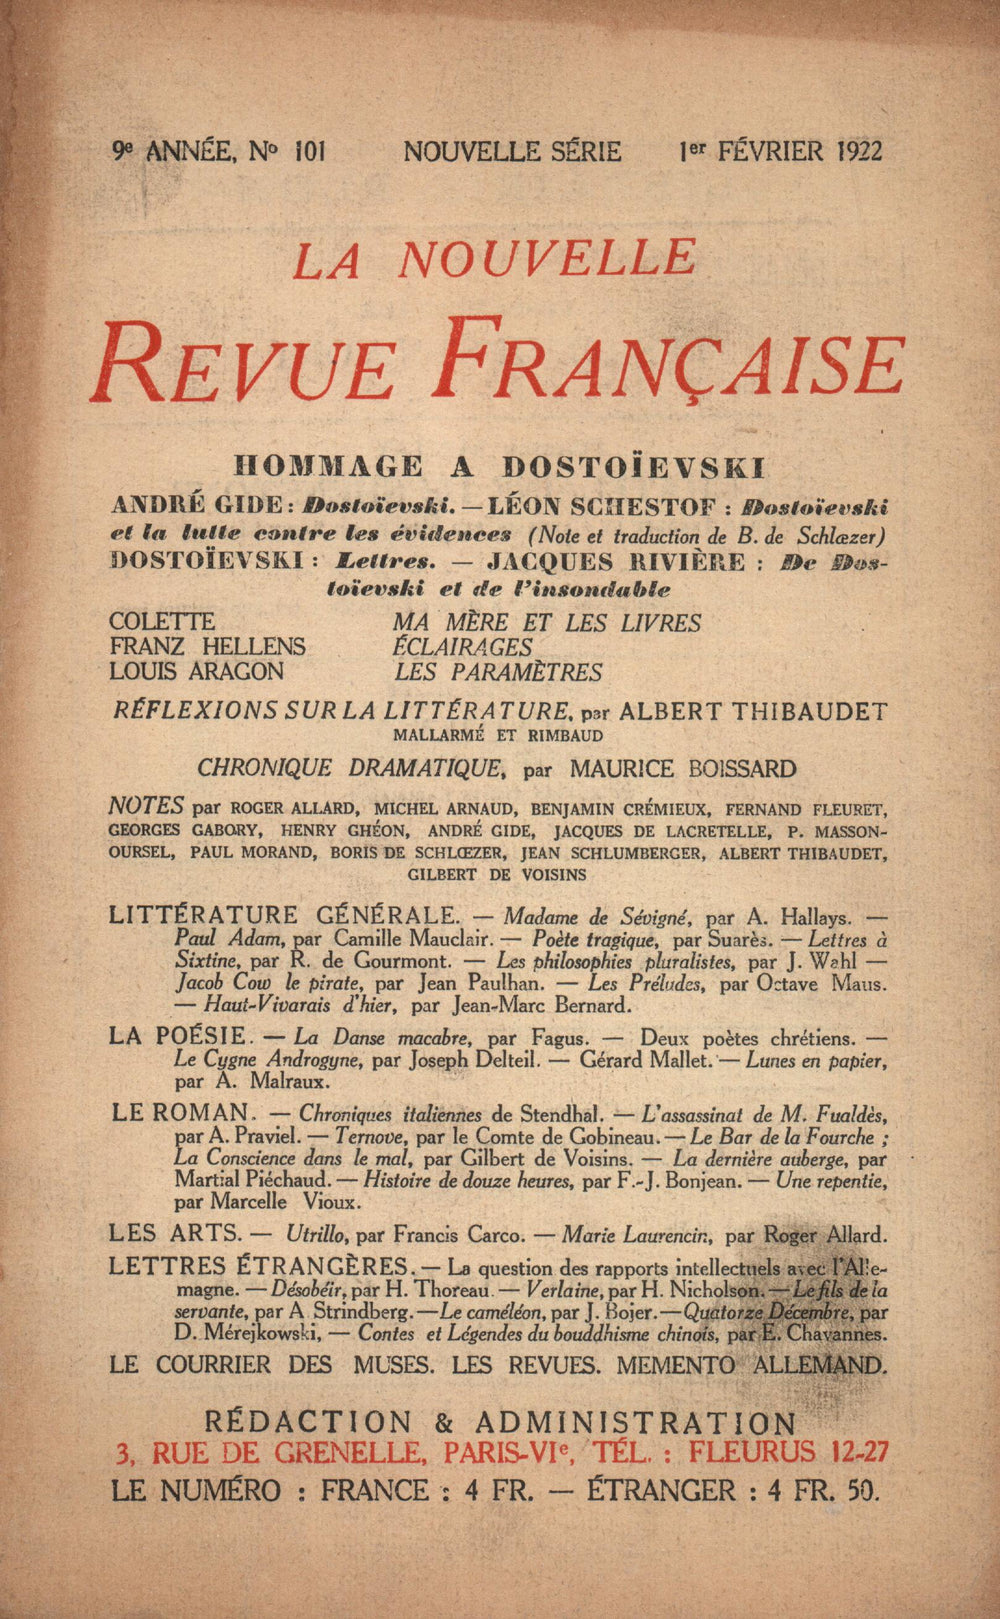 9e ANNÉE, No 101 NOUVELLE SÉRIE 1er FÉVRIER 1922
LA NOUVELLE
REVUE FRANÇAISE
HOMMAGE A DOSTOÏEVSKI
ANDRÉ GIDE : Dostoïevski. — LÉON SCHESTOF : Dostoïevski
et la lutte contre les évidences (Note et traduction de B. de Schlœzer)
DOSTOÏEVSKI : Lettres. — JACQUES RIVIÈRE : De Dos-
toïevski et de l'insondable
COLETTE MA MÈRE ET LES LIVRES
FRANZ HELLENS ÉCLAIRAGES
LOUIS ARAGON LES PARAMÈTRES
RÉFLEXIONS SUR LA LITTÉRATURE, par ALBERT THIBAUDET
MALLARMÉ ET RIMBAUD
CHRONIQUE DRAMATIQUE, par MAURICE BOISSARD
NOTES par ROGER ALLARD, MICHEL ARNAUD, BENJAMIN CRÉMIEUX, FERNAND FLEURET,
GEORGES GABORY, HENRY GHÉON, ANDRÉ GIDE, JACQUES DE LACRETELLE, P. MASSON-
OURSEL, PAUL MORAND, BORIS DE SCHLŒZER, JEAN SCHLUMBERGER, ALBERT THIBAUDET,
GILBERT DE VOISINS
LITTÉRATURE GÉNÉRALE. — Madame de Sévigné, par A. Hallays. —
Paul Adam, par Camille Mauclair. — Poète tragique, par Suarès. — Lettres à
Sixtine, par R. de Gourmont. — Les philosophies pluralistes, par J. Wahl —
Jacob Cow le pirate, par Jean Paulhan. — Les Préludes, par Octave Maus.
— Haut-Vivarais d'hier, par Jean-Marc Bernard.
LA POÉSIE. — La Danse macabre, par Fagus. — Deux poètes chrétiens. —
Le Cygne Androgyne, par Joseph Delteil. — Gérard Mallet. — Lunes en papier,
par A. Malraux.
LE ROMAN. — Chroniques italiennes de Stendhal. — L'assassinat de M. Fualdès,
par A. Praviel. — Ternove, par le Comte de Gobineau. — Le Bar de la Fourche ;
La Conscience dans le mal, par Gilbert de Voisins. — La dernière auberge, par
Martial Piéchaud. — Histoire de douze heures, par F.-J. Bonjean. — Une repentie,
par Marcelle Vioux.
LES ARTS. — Utrillo, par Francis Carco. — Marie Laurencin, par Roger Allard.
LETTRES ÉTRANGÈRES. — La question des rapports intellectuels avec l'Alle-
magne. — Désobéir, par H. Thoreau. — Verlaine, par H. Nicholson. — Le fils de la
servante, par A. Strindberg. — Le caméléon, par J. Bojer. — Quatorze Décembre, par
D. Mérejkowski, — Contes et Légendes du bouddhisme chinois, par E. Chavannes.
LE COURRIER DES MUSES. LES REVUES. MEMENTO ALLEMAND.
RÉDACTION & ADMINISTRATION
3, RUE DE GRENELLE, PARIS-VIe, TÉL. : FLEURUS 12-27
LE NUMÉRO : FRANCE : 4 FR. — ÉTRANGER : 4 FR. 50.